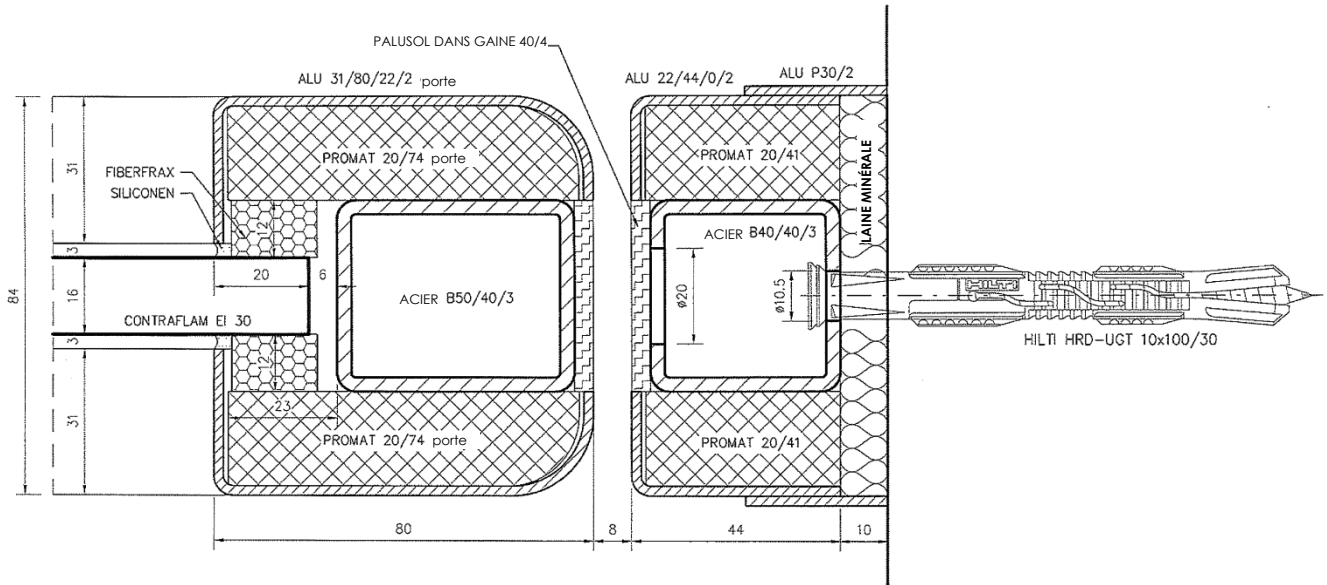 PALUSOL DANS GAINE 40/4
ALU 31/80/22/2 porte
ALU 22/44/0/2
ALU P30/2
PROMAT 20/74 porte
PROMAT 20/41
LAINE MINÉRALE
FIBERFRAX
SILICONEN
31
3
12
20
6
84
16
ACIER B50/40/3
ACIER B40/40/3
ø20
ø10.5
HILTI
CONTRAFLAM EI 30
HILTI HRD-UGT 10x100/30
3
12
23
31
PROMAT 20/74 porte
PROMAT 20/41
80
8
44
10